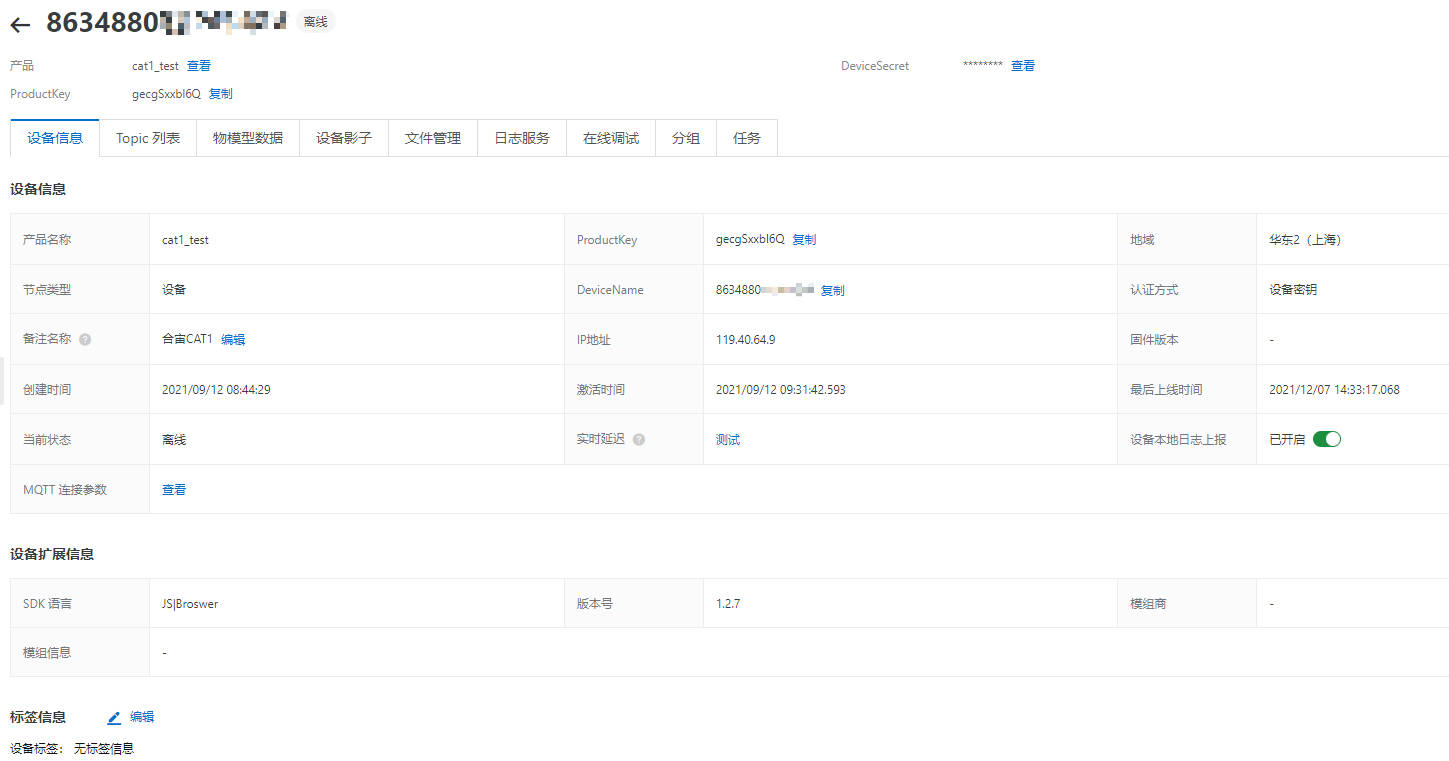 8634880 离线
产品 cat1_test 查看 DeviceSecret ******** 查看
ProductKey gecgSxxbl6Q 复制
设备信息 Topic 列表 物模型数据 设备影子 文件管理 日志服务 在线调试 分组 任务
设备信息
产品名称 cat1_test ProductKey gecgSxxbl6Q 复制 地域 华东2（上海）
节点类型 设备 DeviceName 8634880 复制 认证方式 设备密钥
备注名称 ? 合宙CAT1 编辑 IP地址 119.40.64.9 固件版本 -
创建时间 2021/09/12 08:44:29 激活时间 2021/09/12 09:31:42.593 最后上线时间 2021/12/07 14:33:17.068
当前状态 离线 实时延迟 ? 测试 设备本地日志上报 已开启
MQTT 连接参数 查看
设备扩展信息
SDK 语言 JS|Broswer 版本号 1.2.7 模组商 -
模组信息 -
标签信息 编辑
设备标签： 无标签信息